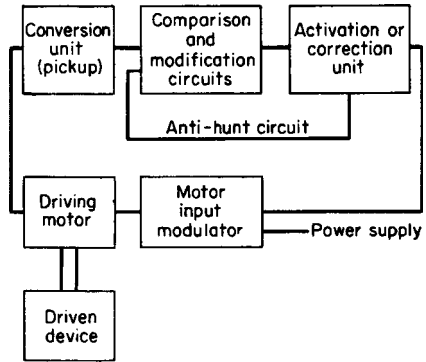 Conversion
unit
(pickup)
Comparison
and
modification
circuits
Activation or
correction
unit
Anti-hunt circuit
Driving
motor
Motor
input
modulator
Power supply
Driven
device